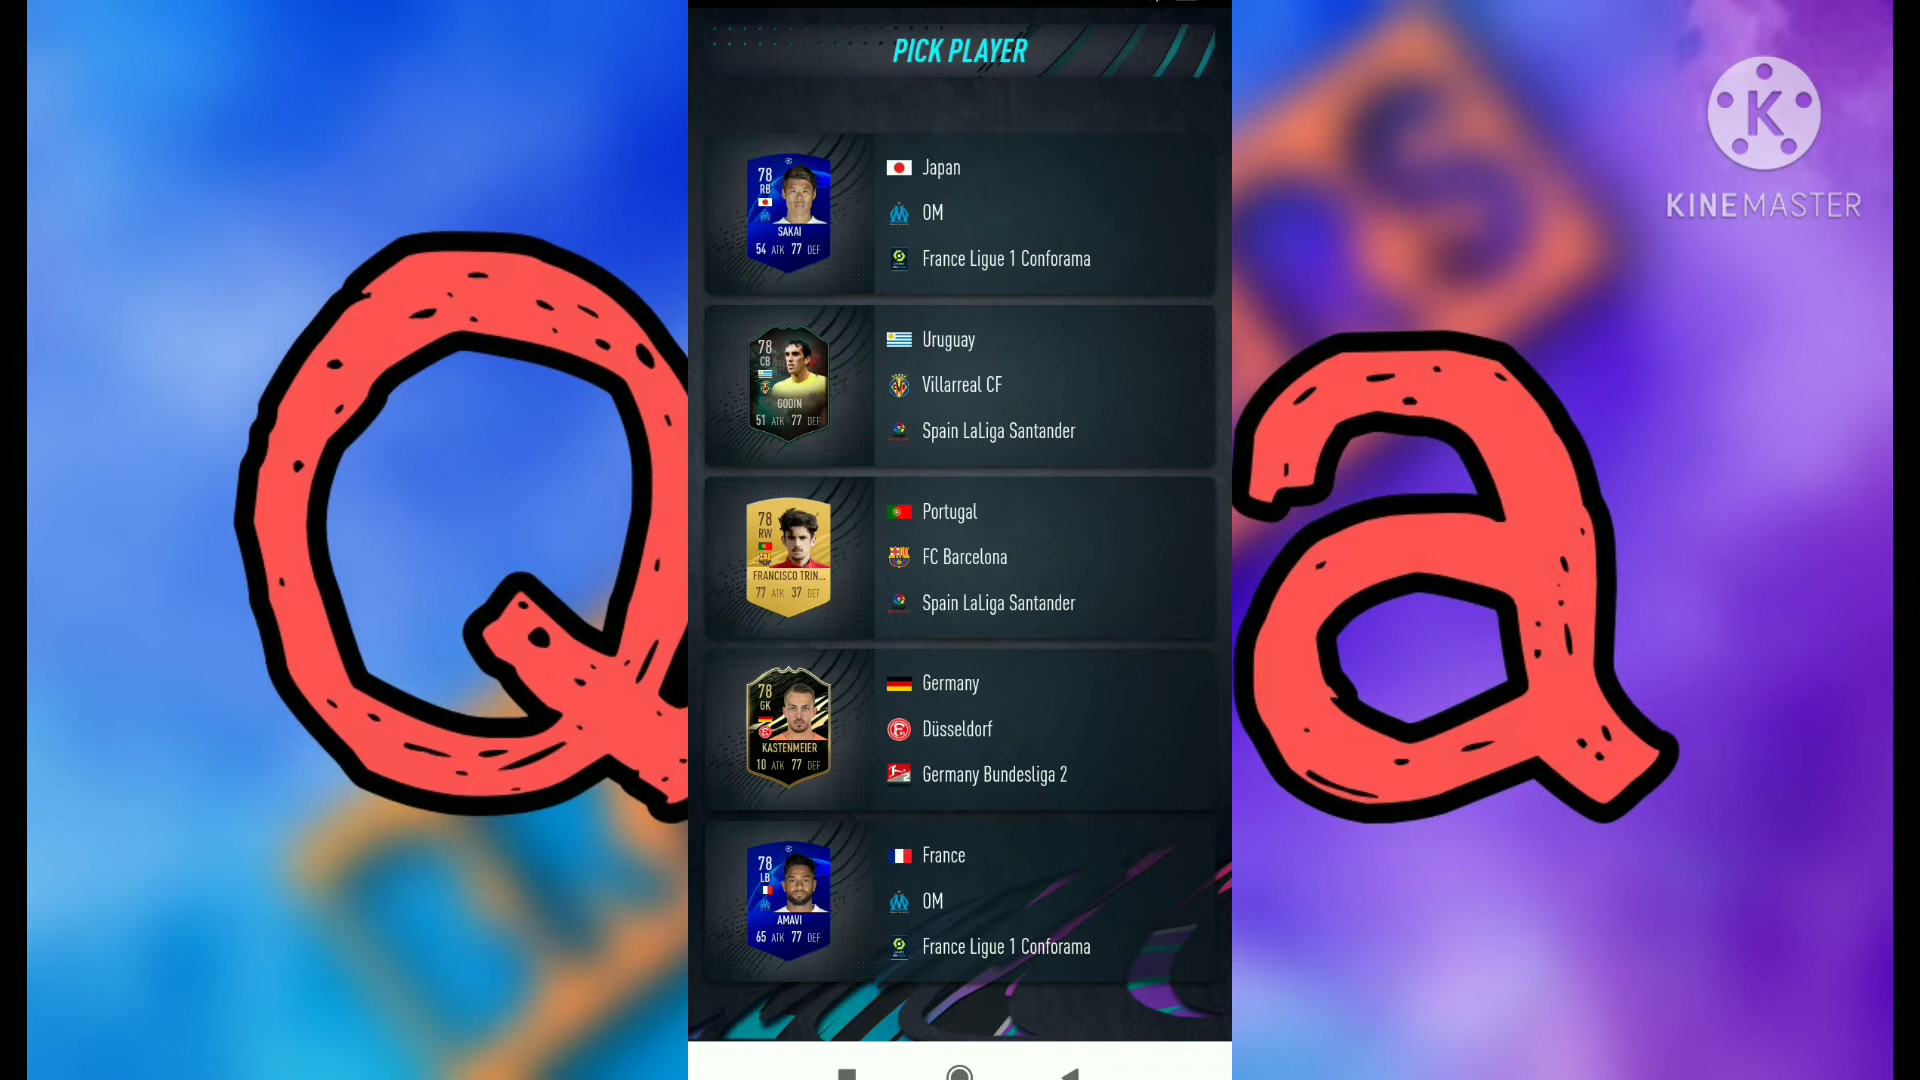 PICK PLAYER
78
RB
SAKAI
54 ATK 77 DEF
Japan
OM
France Ligue 1 Conforama
78
CB
GODÍN
51 ATK 77 DEF
Uruguay
Villarreal CF
Spain LaLiga Santander
78
RW
FRANCISCO TRIN...
77 ATK 37 DEF
Portugal
FC Barcelona
Spain LaLiga Santander
78
GK
KASTENMEIER
10 ATK 77 DEF
Germany
Düsseldorf
Germany Bundesliga 2
78
LB
AMAVI
65 ATK 77 DEF
France
OM
France Ligue 1 Conforama
Q
a
K
KINEMASTER